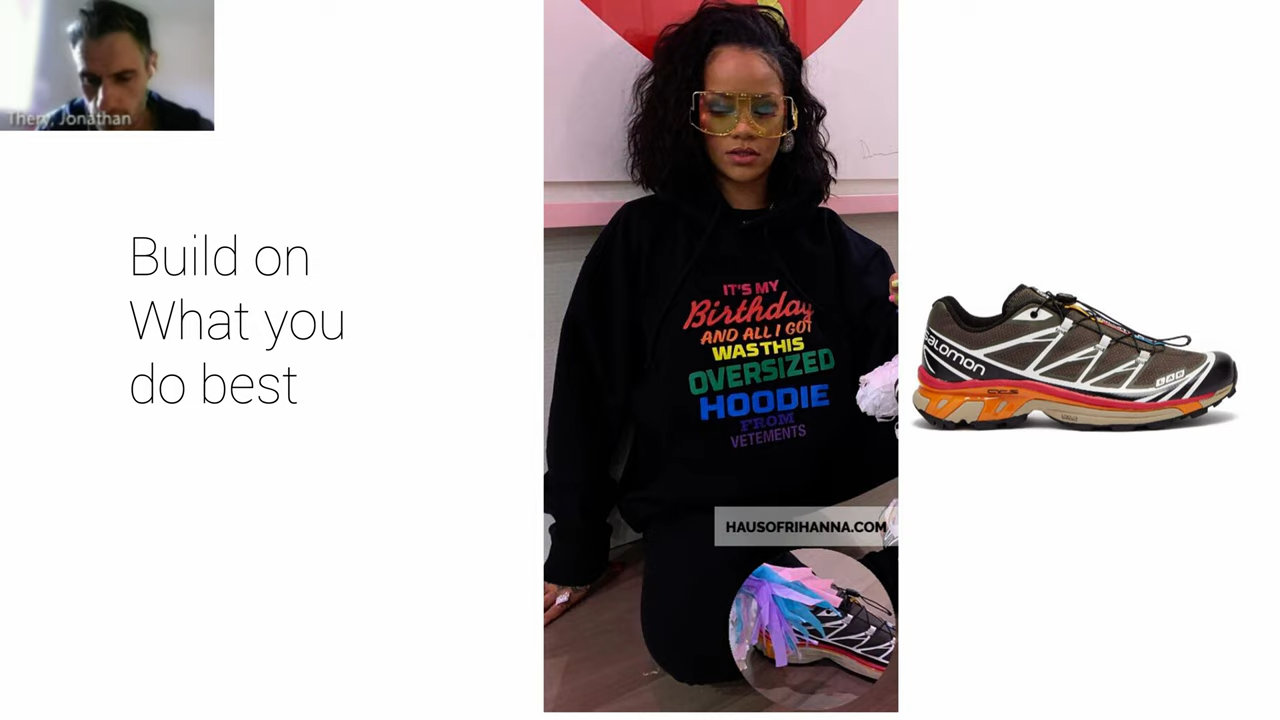 Thery, Jonathan
Build on
What you
do best
IT'S MY
Birthday
AND ALL I GOT
WAS THIS
OVERSIZED
HOODIE
FROM
VETEMENTS
HAUSOFRIHANNA.COM
salomon
LAB